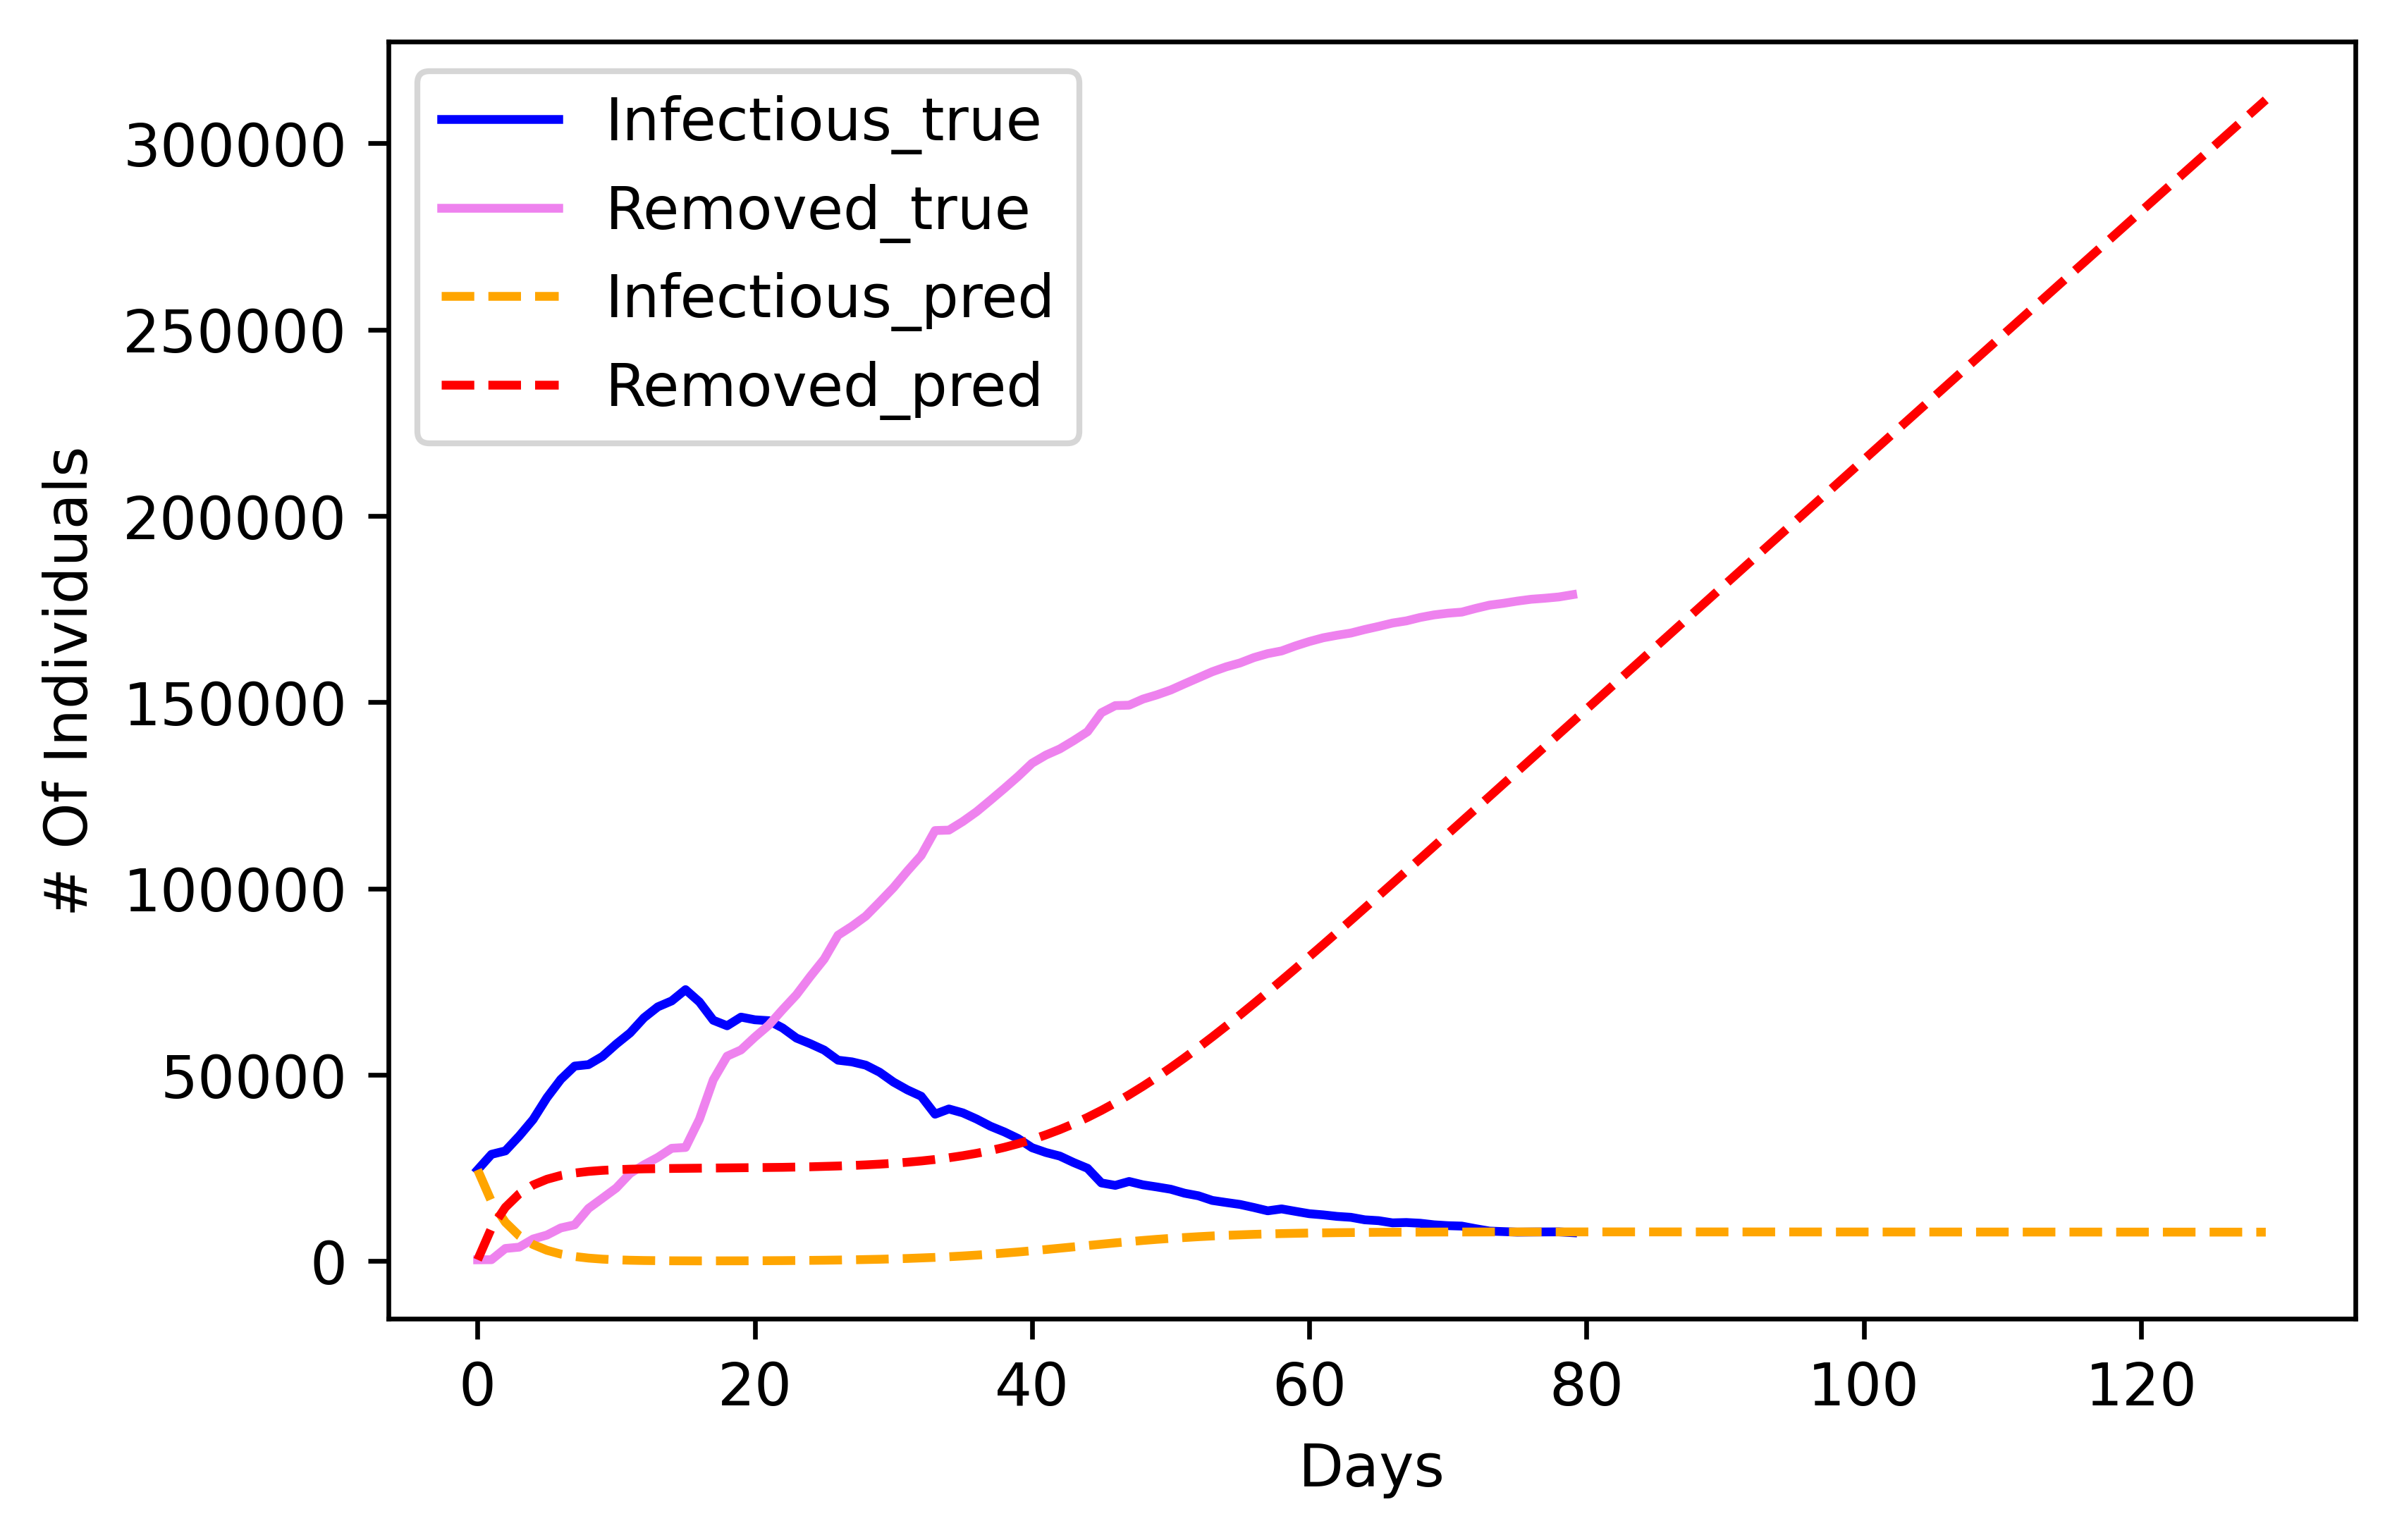 Infectious_true
Removed_true
Infectious_pred
Removed_pred
300000
250000
200000
150000
100000
50000
0
# Of Individuals
0 20 40 60 80 100 120
Days